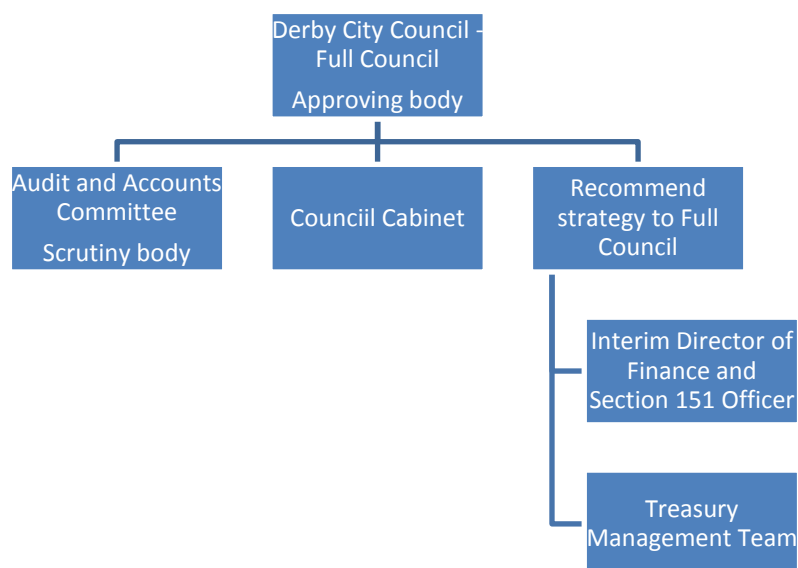 Derby City Council -
Full Council
Approving body
Audit and Accounts
Committee
Scrutiny body
Ounciil Cabinet
Recommend
strategy to Full
Council
Interim Director of
Finance and
Section 151 Officer
Treasury
Management Team